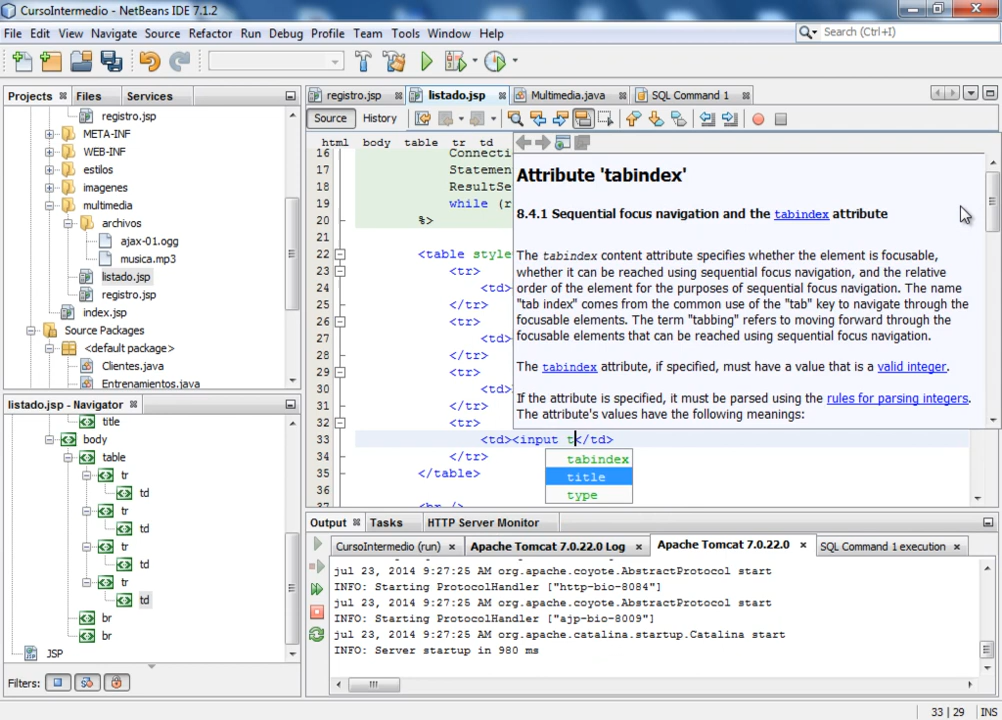 CursoIntermedio - NetBeans IDE 7.1.2
File Edit View Navigate Source Refactor Run Debug Profile Team Tools Window Help
Search (Ctrl+I)
Projects Files Services
registro.jsp
META-INF
WEB-INF
estilos
imagenes
multimedia
archivos
ajax-01.ogg
musica.mp3
listado.jsp
registro.jsp
index.jsp
Source Packages
<default package>
Clientes.java
Entrenamientos.java
listado.jsp - Navigator
title
body
table
tr
td
tr
td
tr
td
tr
td
br
br
JSP
Filters:
registro.jsp listado.jsp Multimedia.java SQL Command 1
Source History
html body table tr td
16 Connecti
17 Statemen
18 ResultSe
19 while (r
20 %>
21
22 <table style
23 <tr>
24 <td>
25 </tr>
26 <tr>
27 <td>
28 </tr>
29 <tr>
30 <td>
31 </tr>
32 <tr>
33 <td><input t</td>
34 </tr>
35 </table>
36
37 <br />
Attribute 'tabindex'
8.4.1 Sequential focus navigation and the tabindex attribute
The tabindex content attribute specifies whether the element is focusable,
whether it can be reached using sequential focus navigation, and the relative
order of the element for the purposes of sequential focus navigation. The name
"tab index" comes from the common use of the "tab" key to navigate through the
focusable elements. The term "tabbing" refers to moving forward through the
focusable elements that can be reached using sequential focus navigation.
The tabindex attribute, if specified, must have a value that is a valid integer.
If the attribute is specified, it must be parsed using the rules for parsing integers.
The attribute's values have the following meanings:
tabindex
title
type
Output Tasks HTTP Server Monitor
CursoIntermedio (run) Apache Tomcat 7.0.22.0 Log Apache Tomcat 7.0.22.0 SQL Command 1 execution
jul 23, 2014 9:27:25 AM org.apache.coyote.AbstractProtocol start
INFO: Starting ProtocolHandler ["http-bio-8084"]
jul 23, 2014 9:27:25 AM org.apache.coyote.AbstractProtocol start
INFO: Starting ProtocolHandler ["ajp-bio-8009"]
jul 23, 2014 9:27:25 AM org.apache.catalina.startup.Catalina start
INFO: Server startup in 980 ms
33 | 29 INS